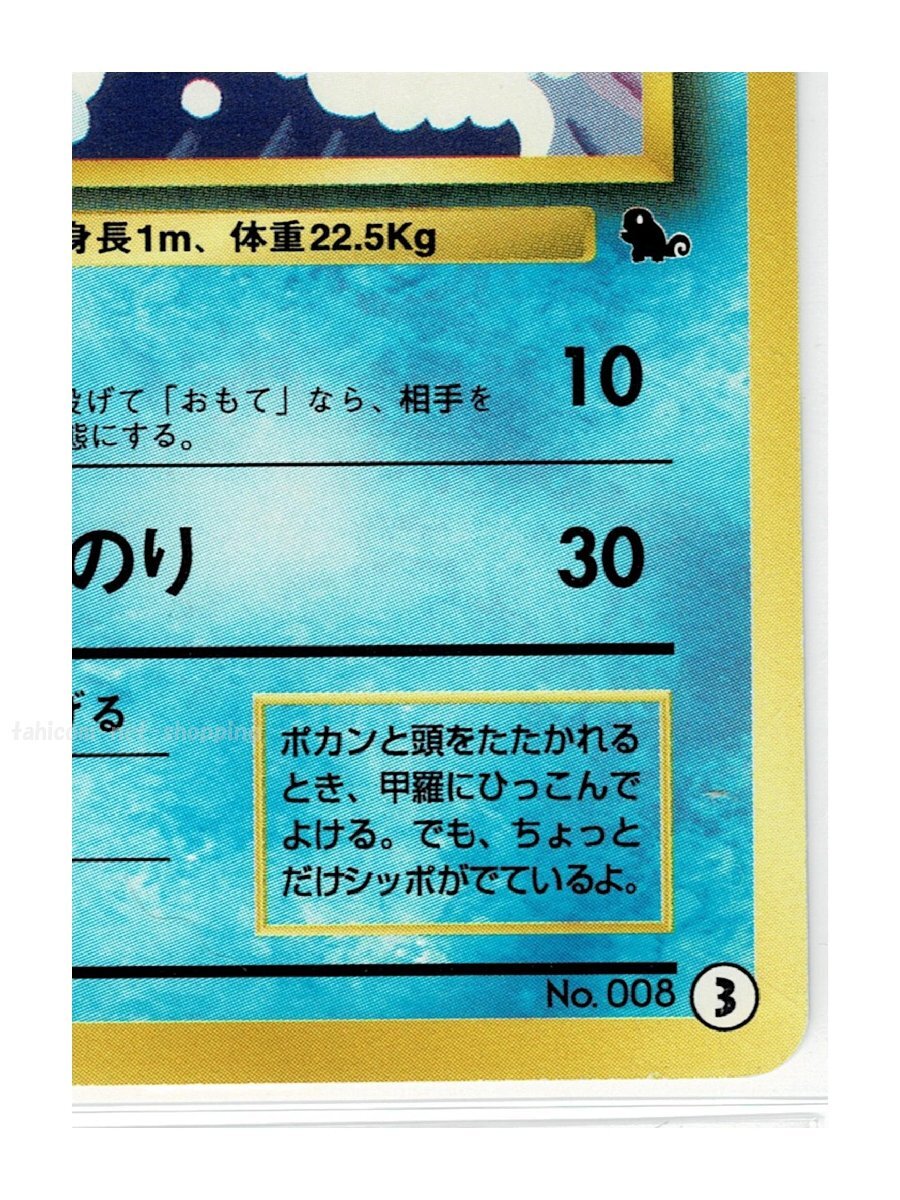 身長1m、体重22.5Kg
10
投げて「おもて」なら、相手を
態にする。
のり
30
げる
ポカンと頭をたたかれる
とき、甲羅にひっこんで
よける。でも、ちょっと
だけシッポがでているよ。
No. 008
3